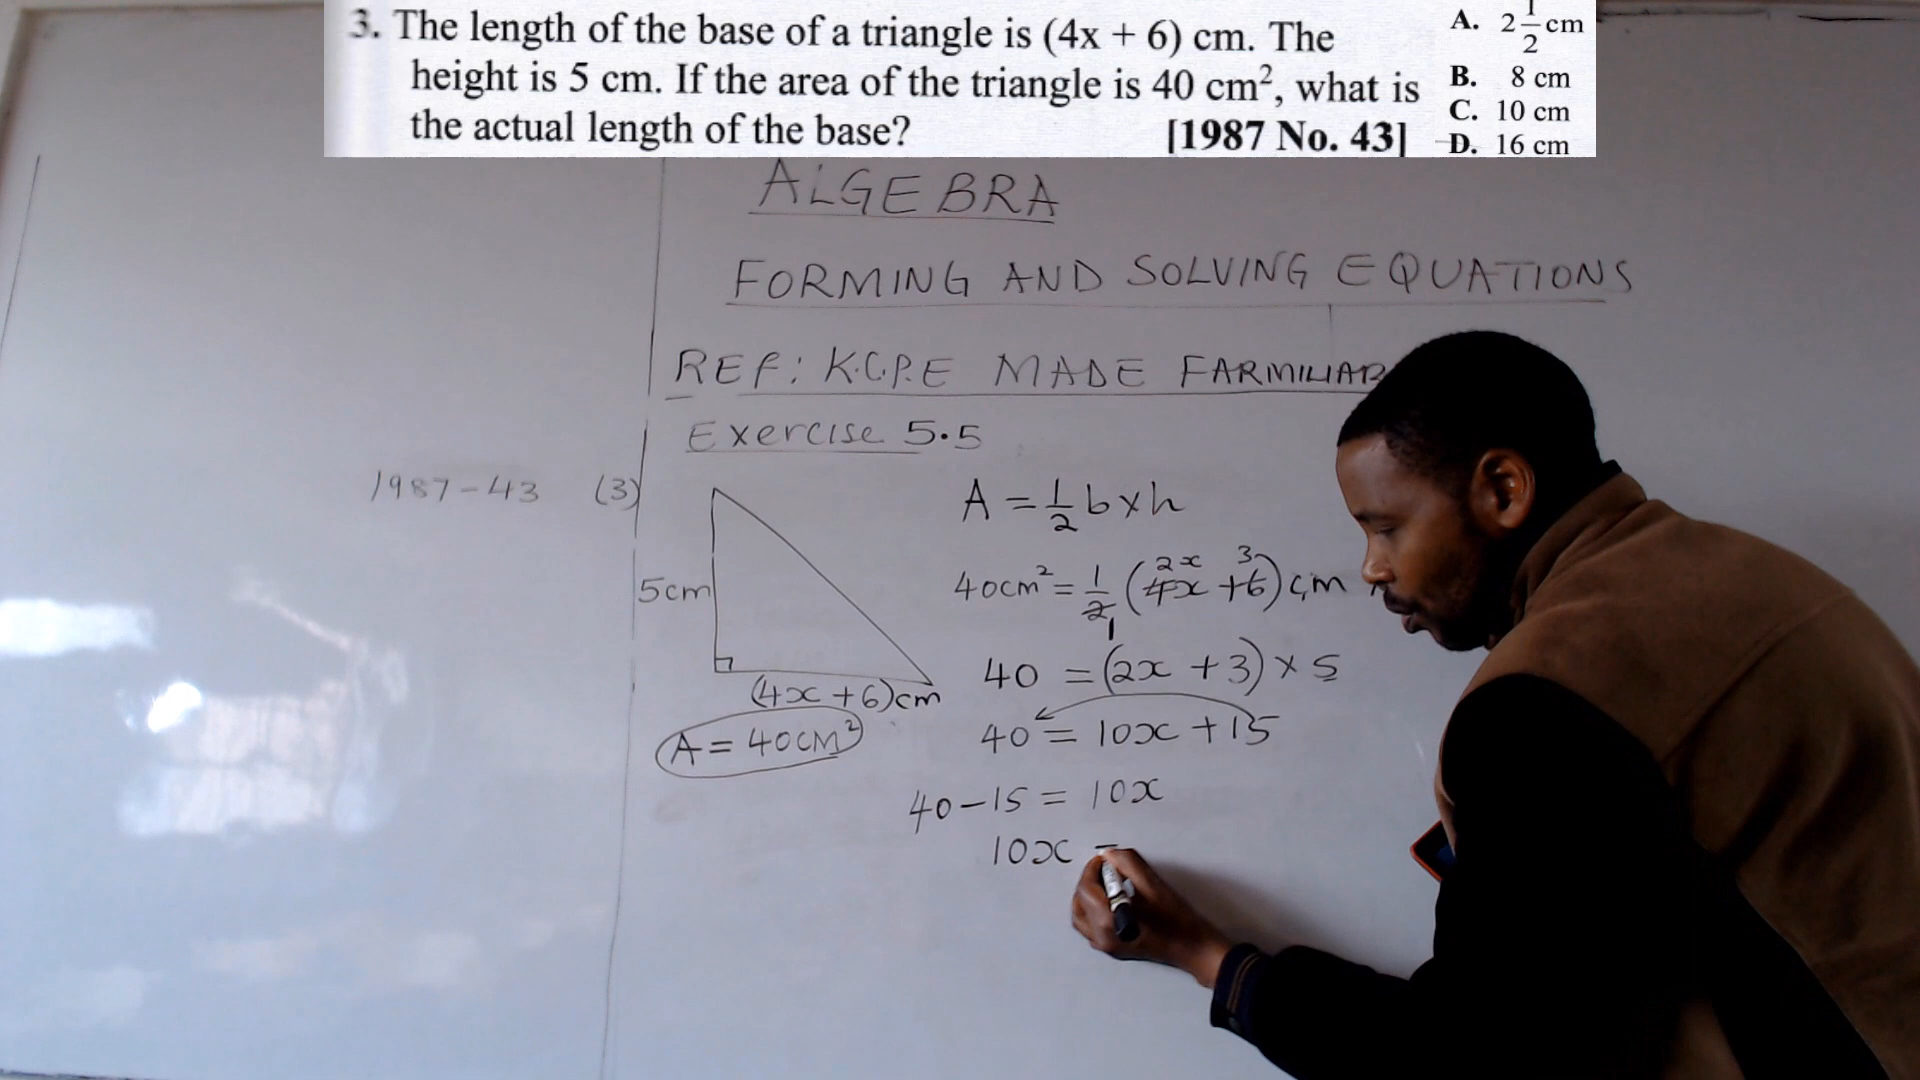 3. The length of the base of a triangle is (4x + 6) cm. The
height is 5 cm. If the area of the triangle is 40 cm², what is
the actual length of the base? [1987 No. 43]
A. 2 1/2 cm
B. 8 cm
C. 10 cm
D. 16 cm
ALGEBRA
FORMING AND SOLVING EQUATIONS
REF: K.C.P.E MADE FARMILIAR
Exercise 5.5
1987-43 (3)
5cm
(4x +6)cm
A = 40cm²
A = 1/2 b x h
2x 3
40cm² = 1/2 (4x +6) cm
1
40 = (2x +3) x 5
40 = 10x + 15
40-15 = 10x
10x =